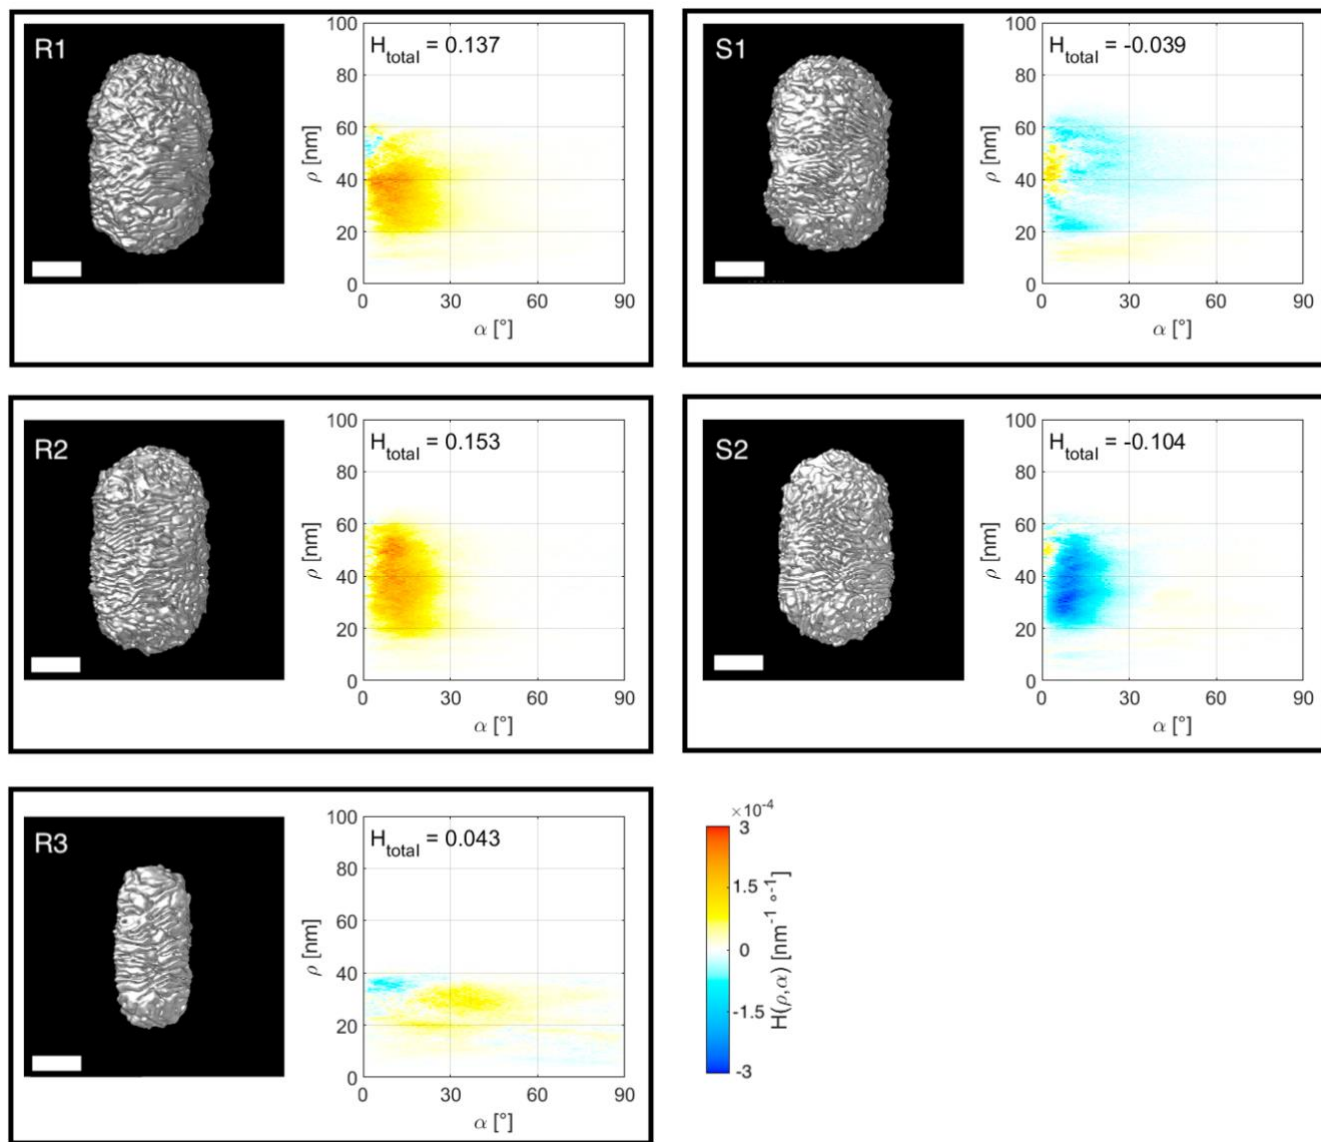 R1
H_total = 0.137
100
80
60
40
20
0
ρ [nm]
0 30 60 90
α [°]
S1
H_total = -0.039
100
80
60
40
20
0
ρ [nm]
0 30 60 90
α [°]
R2
H_total = 0.153
100
80
60
40
20
0
ρ [nm]
0 30 60 90
α [°]
S2
H_total = -0.104
100
80
60
40
20
0
ρ [nm]
0 30 60 90
α [°]
R3
H_total = 0.043
100
80
60
40
20
0
ρ [nm]
0 30 60 90
α [°]
×10⁻⁴
3
1.5
0
-1.5
-3
H(ρ,α) [nm⁻¹ °⁻¹]